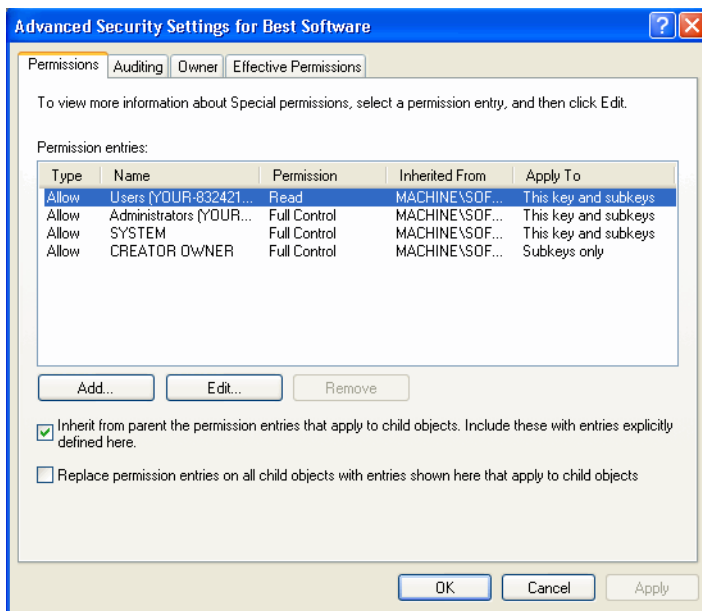 Advanced Security Settings for Best Software
Permissions Auditing Owner Effective Permissions
To view more information about Special permissions, select a permission entry, and then click Edit.
Permission entries:
Type Name Permission Inherited From Apply To
Allow Users (YOUR-832421... Read MACHINE\SOF... This key and subkeys
Allow Administrators (YOUR... Full Control MACHINE\SOF... This key and subkeys
Allow SYSTEM Full Control MACHINE\SOF... This key and subkeys
Allow CREATOR OWNER Full Control MACHINE\SOF... Subkeys only
Add... Edit... Remove
Inherit from parent the permission entries that apply to child objects. Include these with entries explicitly
defined here.
Replace permission entries on all child objects with entries shown here that apply to child objects
OK Cancel Apply